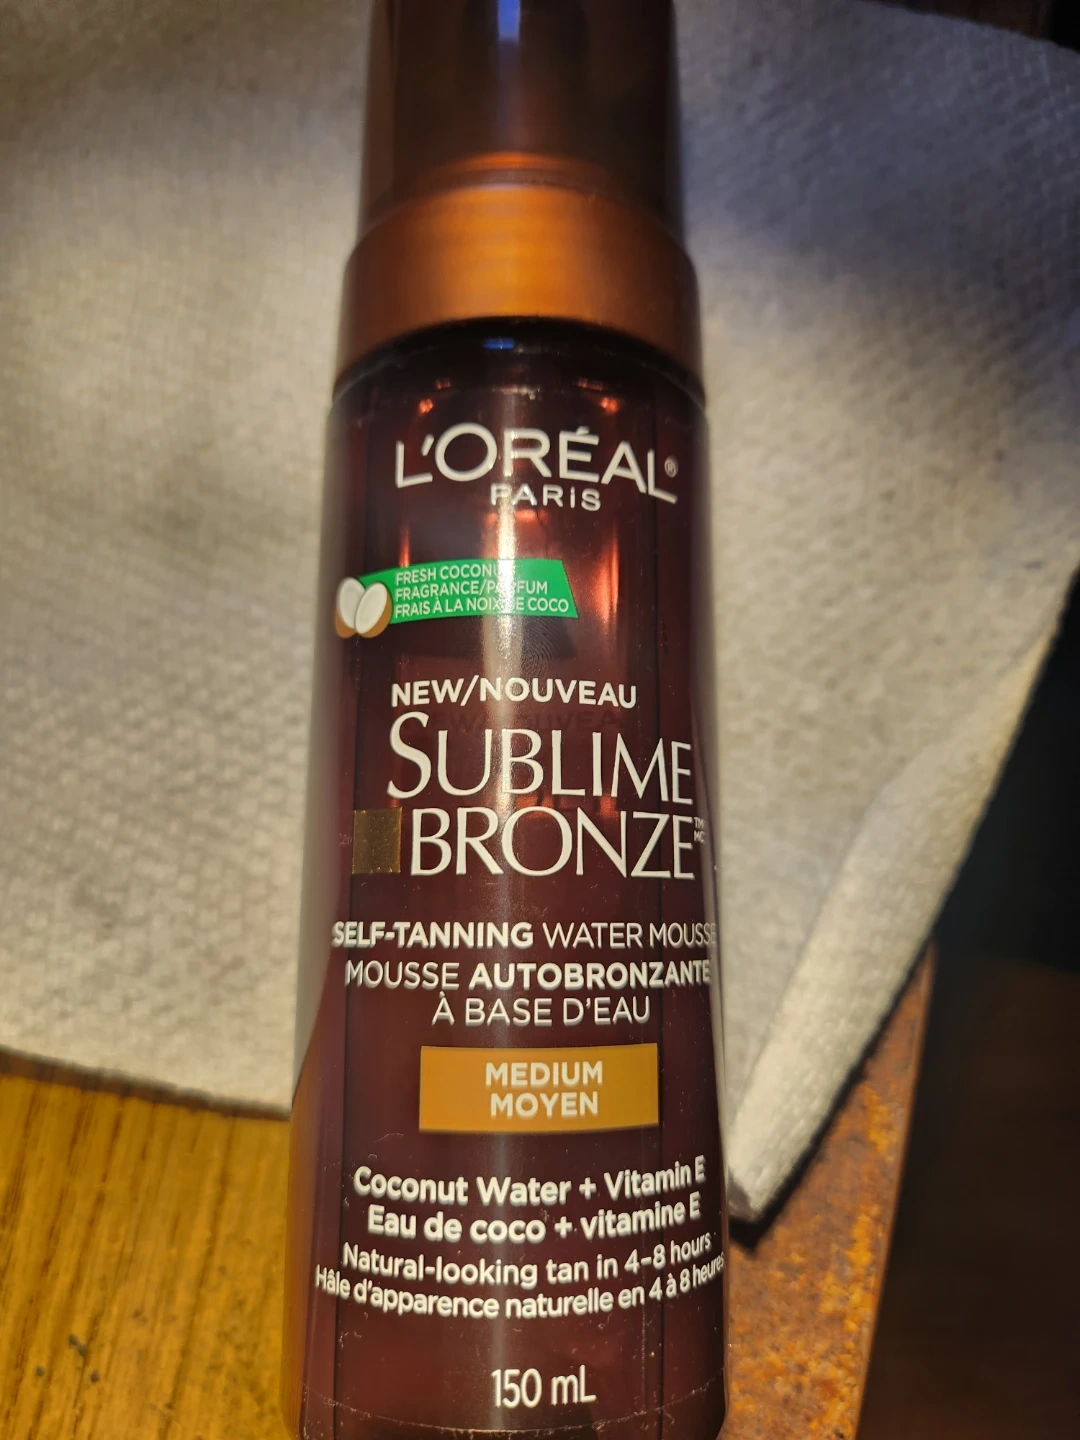 L'ORÉAL®
PARIS
FRESH COCONUT
FRAGRANCE/PARFUM
FRAIS À LA NOIX DE COCO
NEW/NOUVEAU
SUBLIME
BRONZE TM MC
SELF-TANNING WATER MOUSSE
MOUSSE AUTOBRONZANTE
À BASE D'EAU
MEDIUM
MOYEN
Coconut Water + Vitamin E
Eau de coco + vitamine E
Natural-looking tan in 4-8 hours
Hâle d'apparence naturelle en 4 à 8 heures
150 mL